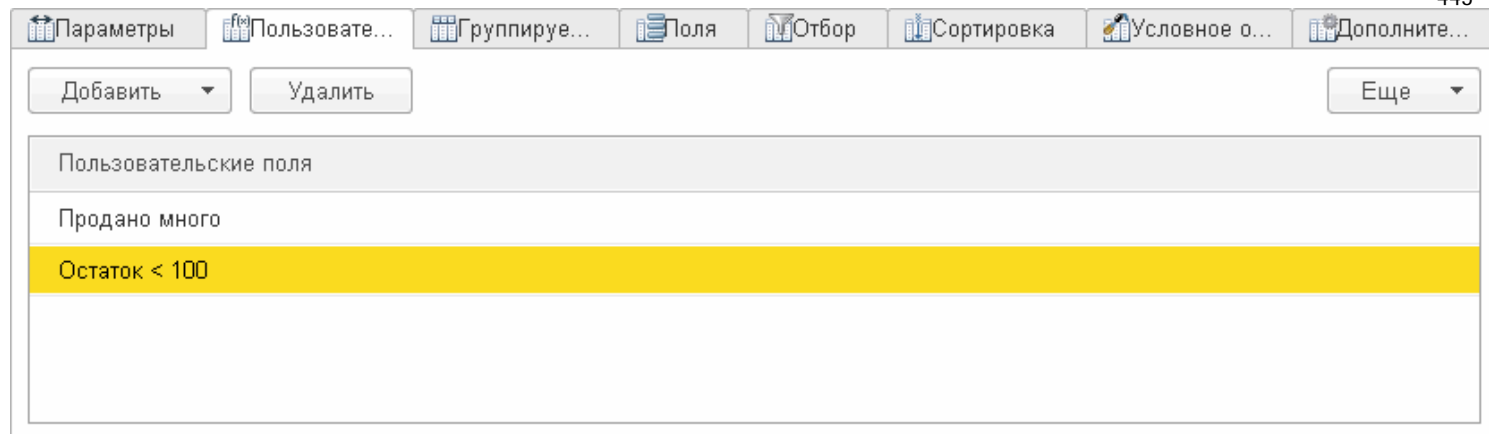 Параметры Пользовате... Группируе... Поля Отбор Сортировка Условное о... Дополните...
Добавить Удалить Еще
Пользовательские поля
Продано много
Остаток < 100